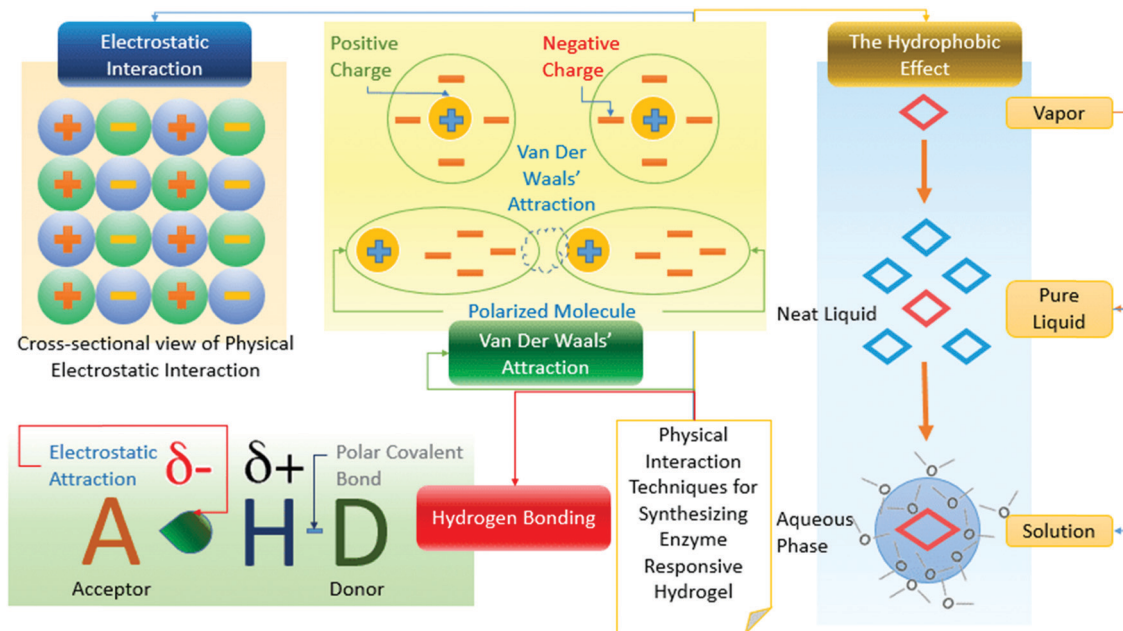 Electrostatic
Interaction
Cross-sectional view of Physical
Electrostatic Interaction
Positive
Charge
Negative
Charge
Van Der
Waals’
Attraction
Polarized Molecule
Van Der Waals’
Attraction
The Hydrophobic
Effect
Vapor
Neat Liquid
Pure
Liquid
Aqueous
Phase
Solution
O
O
O
O
O
O
O
O
O
O
O
Electrostatic
Attraction
δ-
δ+
Polar Covalent
Bond
A
H
D
Acceptor
Donor
Hydrogen Bonding
Physical
Interaction
Techniques for
Synthesizing
Enzyme
Responsive
Hydrogel